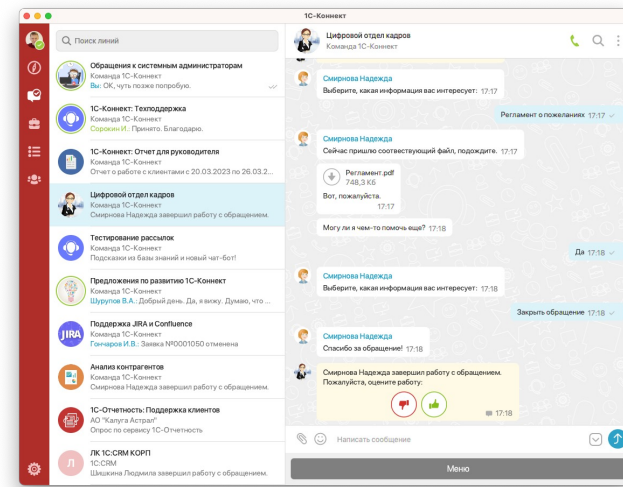 1С-Коннект
Поиск линий
Обращения к системным администраторам
Команда 1С-Коннект
Вы: ОК, чуть позже попробую.
1С-Коннект: Техподдержка
Команда 1С-Коннект
Сорокин И.: Принято. Благодарю.
1С-Коннект: Отчет для руководителя
Команда 1С-Коннект
Отчет о работе с клиентами с 20.03.2023 по 26.03.2...
Цифровой отдел кадров
Команда 1С-Коннект
Смирнова Надежда завершил работу с обращением.
Тестирование рассылок
Команда 1С-Коннект
Подсказки из базы знаний и новый чат-бот!
Предложения по развитию 1С-Коннект
Команда 1С-Коннект
Шурупов В.А.: Добрый день. Да, я вижу. Думаю, что ...
JIRA
Поддержка JIRA и Confluence
Команда 1С-Коннект
Гончаров И.В.: Заявка №0001050 отменена
Анализ контрагентов
Команда 1С-Коннект
Смирнова Надежда завершил работу с обращением.
1С-Отчетность: Поддержка клиентов
АО "Калуга Астрал"
Опрос по сервису 1С-Отчетность
Л
ЛК 1С:CRM КОРП
1С:CRM
Шишкина Людмила завершил работу с обращением.
Цифровой отдел кадров
Команда 1С-Коннект
Смирнова Надежда
Выберите, какая информация вас интересует: 17:17
Регламент о пожеланиях 17:17
Смирнова Надежда
Сейчас пришлю соотвествующий файл, подождите. 17:17
Регламент.pdf
748,3 Кб
Вот, пожалуйста.
17:17
Могу ли я чем-то помочь еще? 17:18
Да 17:18
Смирнова Надежда
Выберите, какая информация вас интересует: 17:18
Закрыть обращение 17:18
Смирнова Надежда
Спасибо за обращение! 17:18
Смирнова Надежда завершил работу с обращением.
Пожалуйста, оцените работу:
17:18
Написать сообщение
Меню